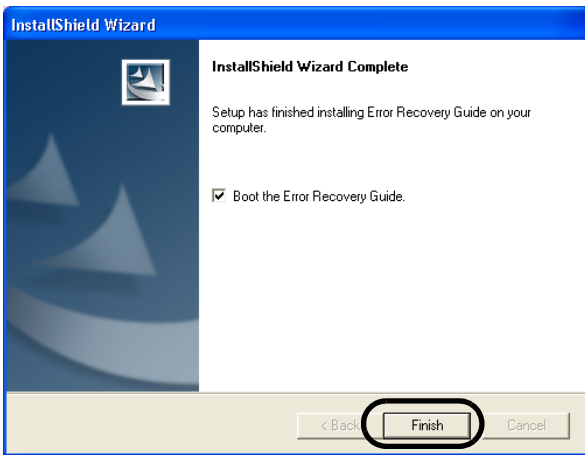 InstallShield Wizard
InstallShield Wizard Complete
Setup has finished installing Error Recovery Guide on your
computer.
Boot the Error Recovery Guide.
< Back
Finish
Cancel